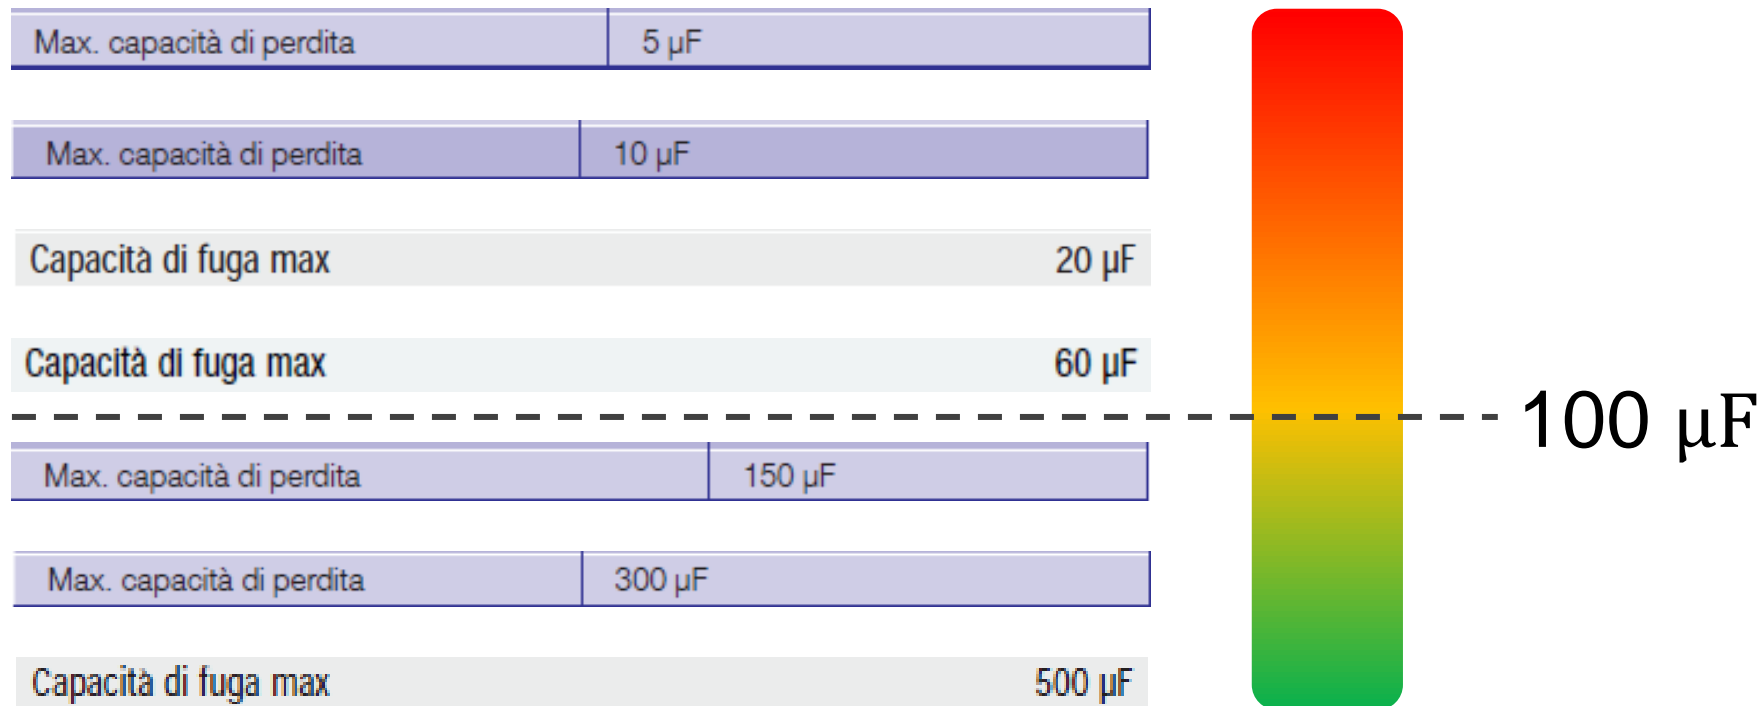 Max. capacità di perdita 5 µF
Max. capacità di perdita 10 µF
Capacità di fuga max 20 µF
Capacità di fuga max 60 µF
100 µF
Max. capacità di perdita 150 µF
Max. capacità di perdita 300 µF
Capacità di fuga max 500 µF